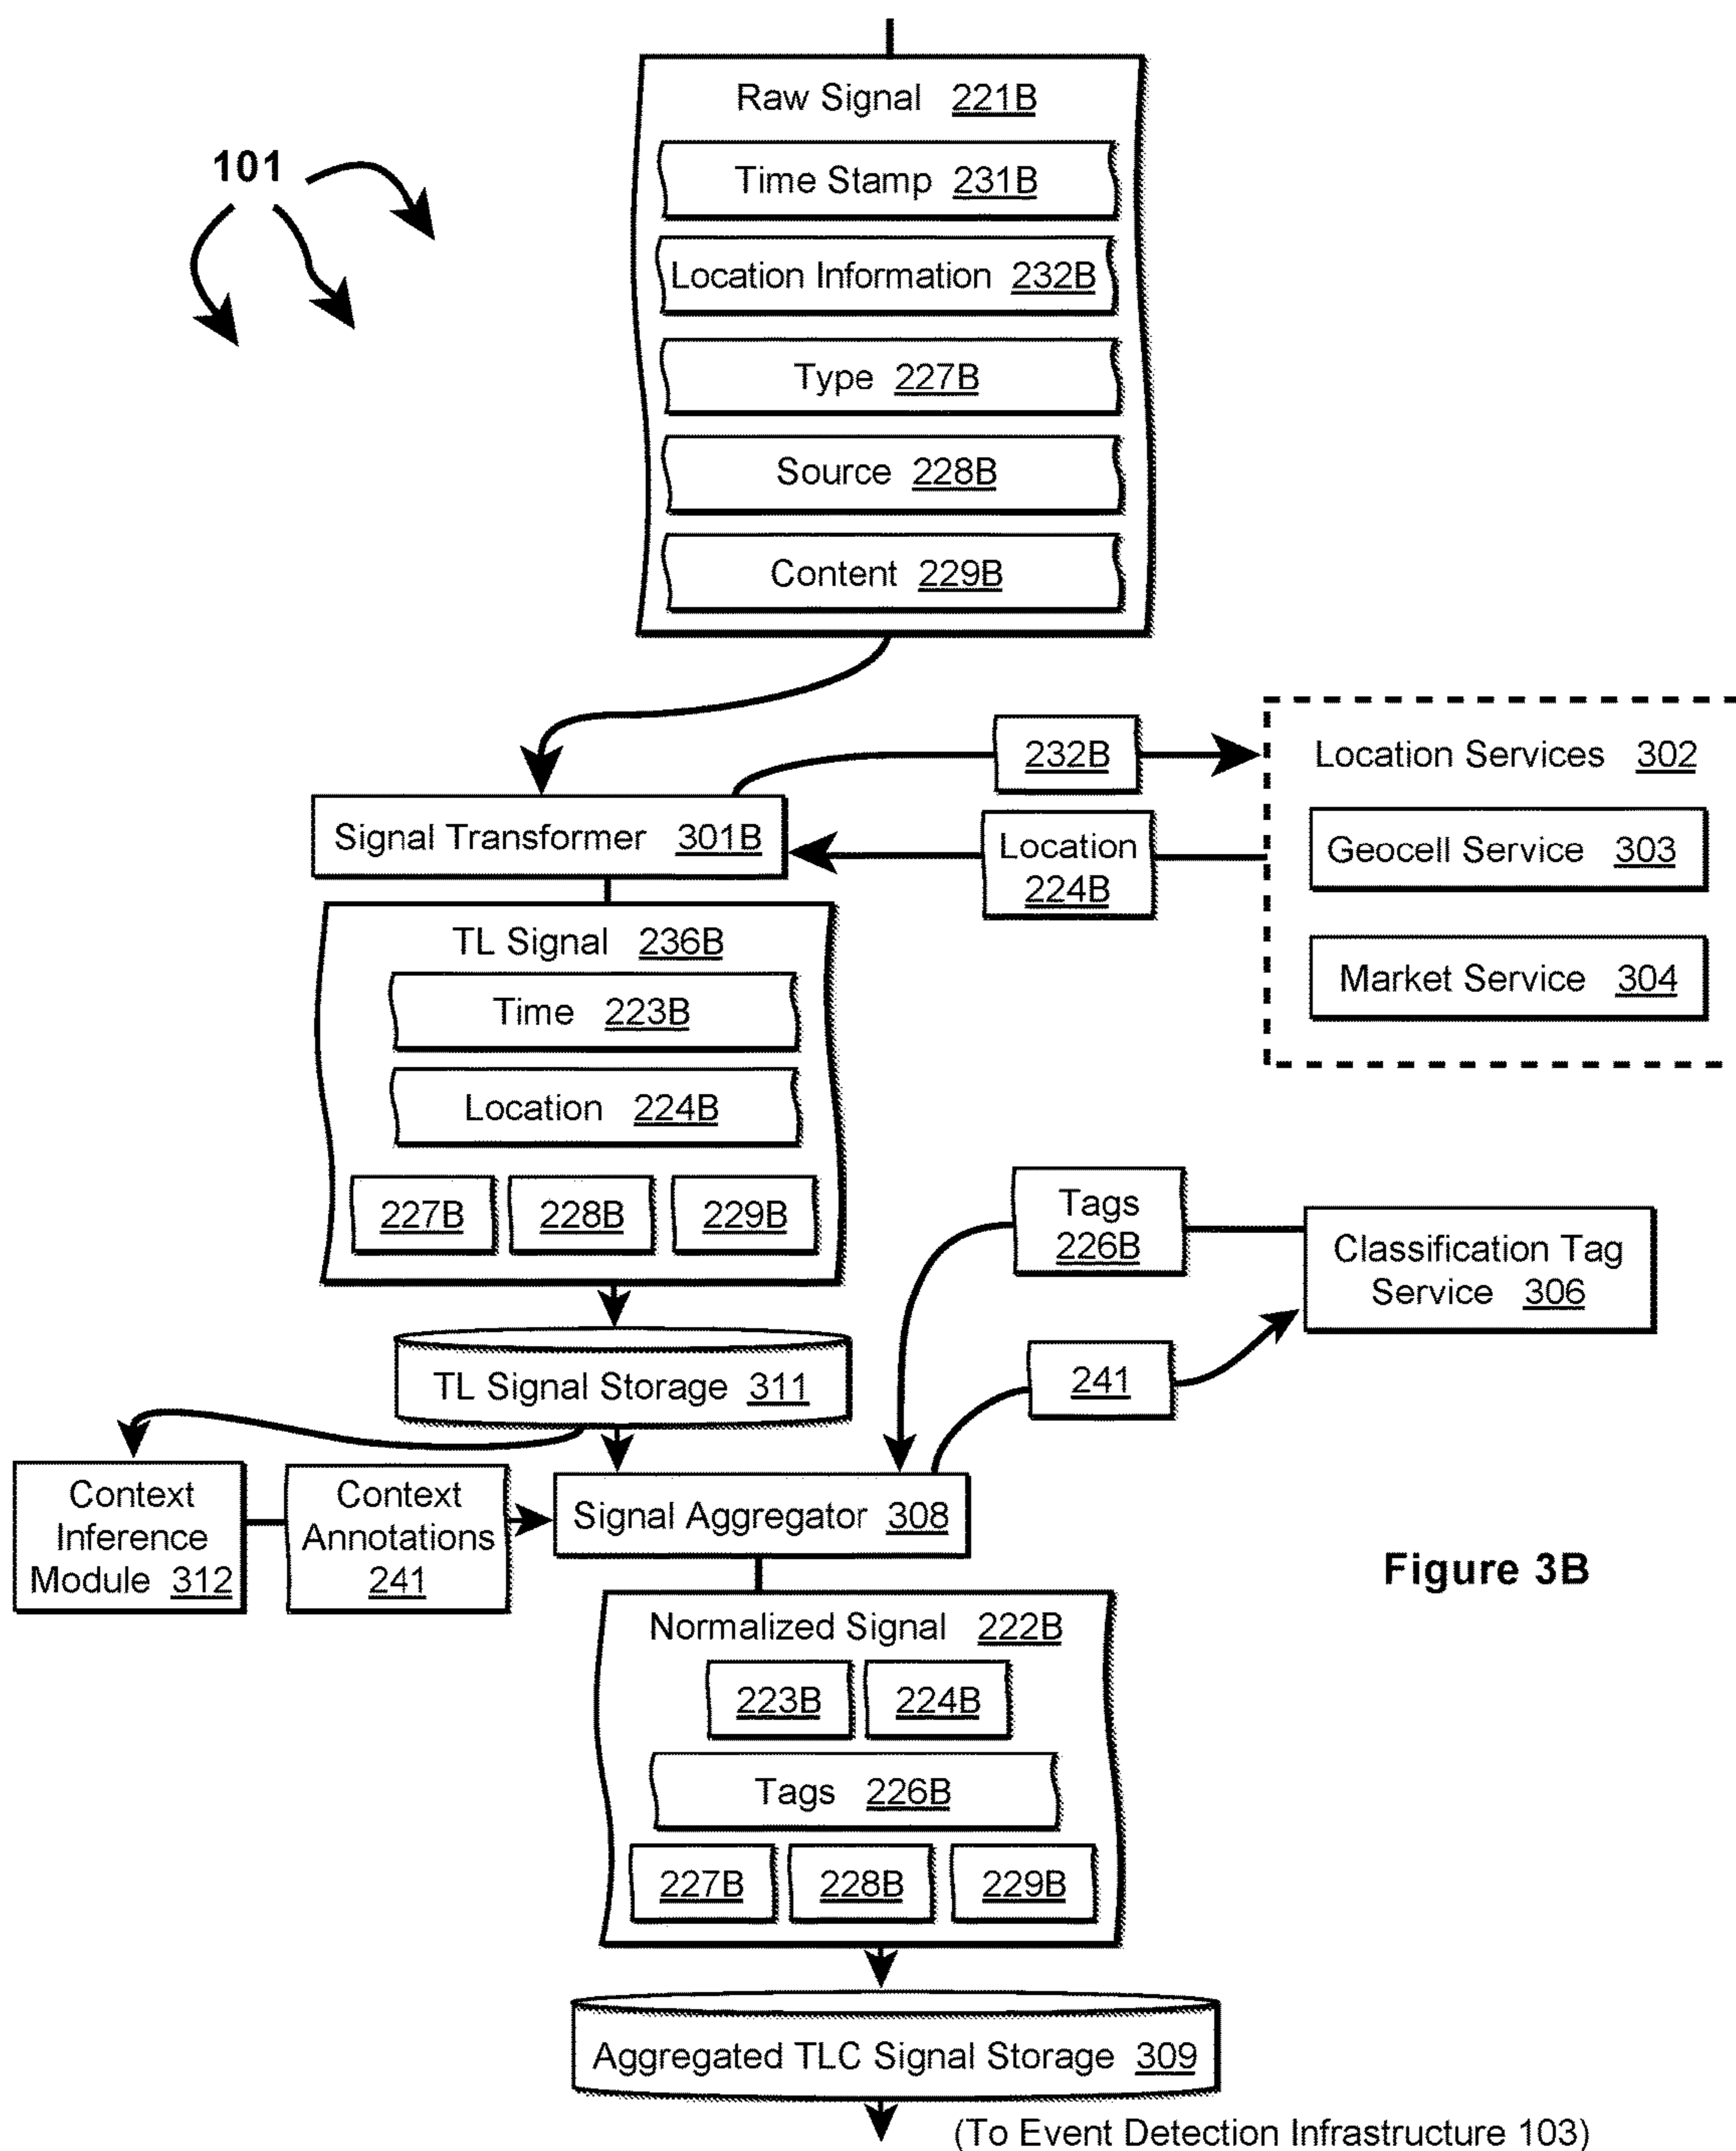 Raw Signal 221B
101
Time Stamp 231B
Location Information 232B
Type 227B
Source 228B
Content 229B
232B
Location Services 302
Signal Transformer 301B
Location
224B
Geocell Service 303
Market Service 304
TL Signal 236B
Time 223B
Location 224B
227B 228B 229B
Tags
226B
Classification Tag
Service 306
TL Signal Storage 311
241
Context
Inference
Module 312
Context
Annotations
241
Signal Aggregator 308
Figure 3B
Normalized Signal 222B
223B 224B
Tags 226B
227B 228B 229B
Aggregated TLC Signal Storage 309
(To Event Detection Infrastructure 103)